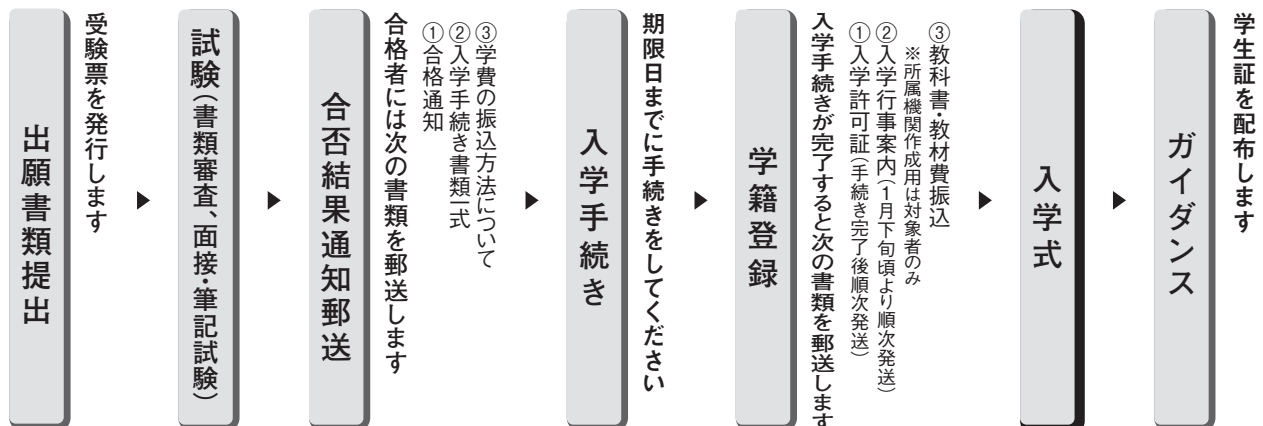 出願書類提出
受験票を発行します
▶
試験(書類審査、面接・筆記試験)
▶
合否結果通知郵送
合格者には次の書類を郵送します
①合格通知
②入学手続き書類一式
③学費の振込方法について
▶
入学手続き
期限日までに手続きをしてください
▶
学籍登録
入学手続きが完了すると次の書類を郵送します
①入学許可証(手続き完了後順次発送)
②入学行事案内(1月下旬頃より順次発送)
※所属機関作成用は対象者のみ
③教科書・教材費振込
▶
入学式
▶
ガイダンス
学生証を配布します